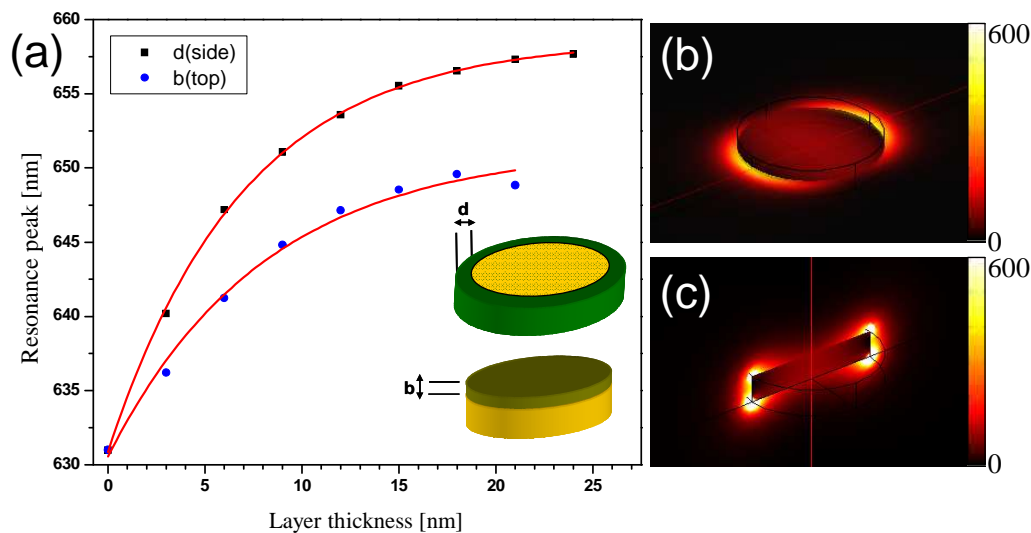 (a)
d(side)
b(top)
660
655
650
645
640
635
630
0
5
10
15
20
25
Resonance peak [nm]
Layer thickness [nm]
d
b
(b)
600
0
(c)
600
0